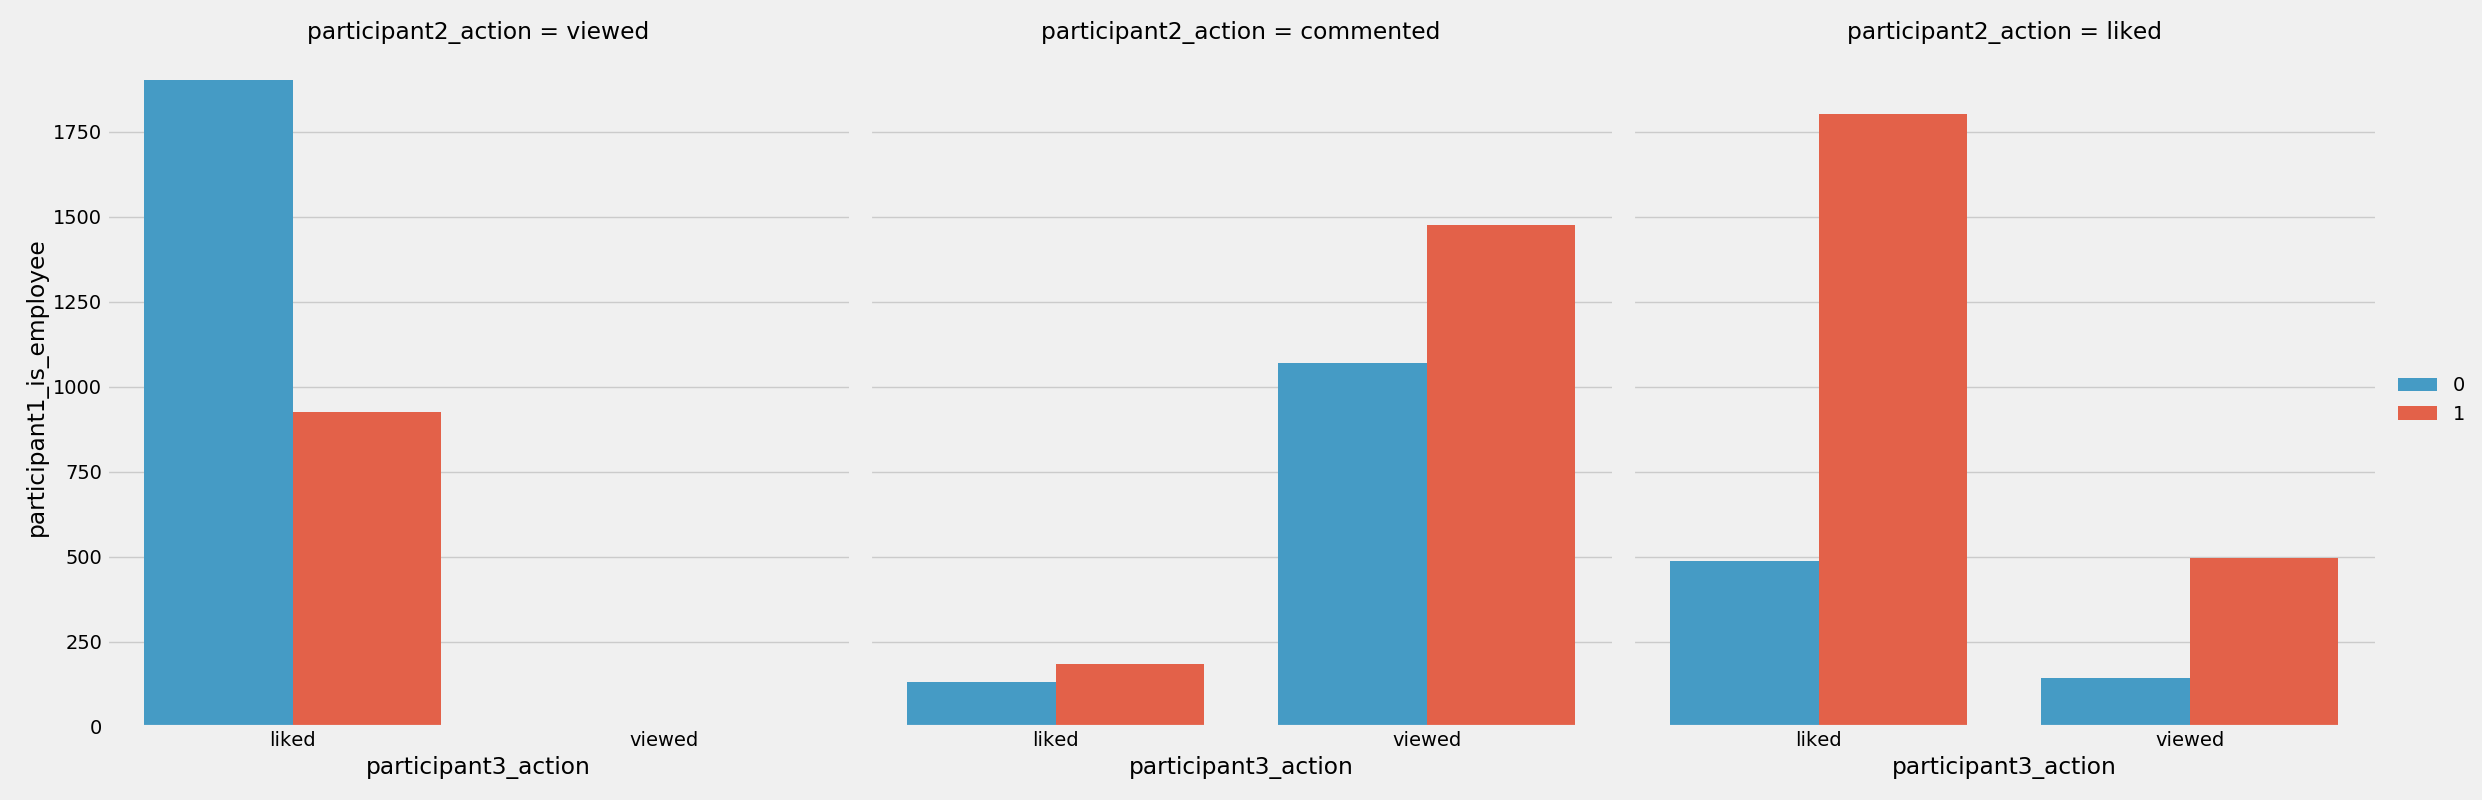 participant2_action = viewed
participant2_action = commented
participant2_action = liked
participant1_is_employee
1750
1500
1250
1000
750
500
250
0
liked
viewed
participant3_action
liked
viewed
participant3_action
liked
viewed
participant3_action
0
1